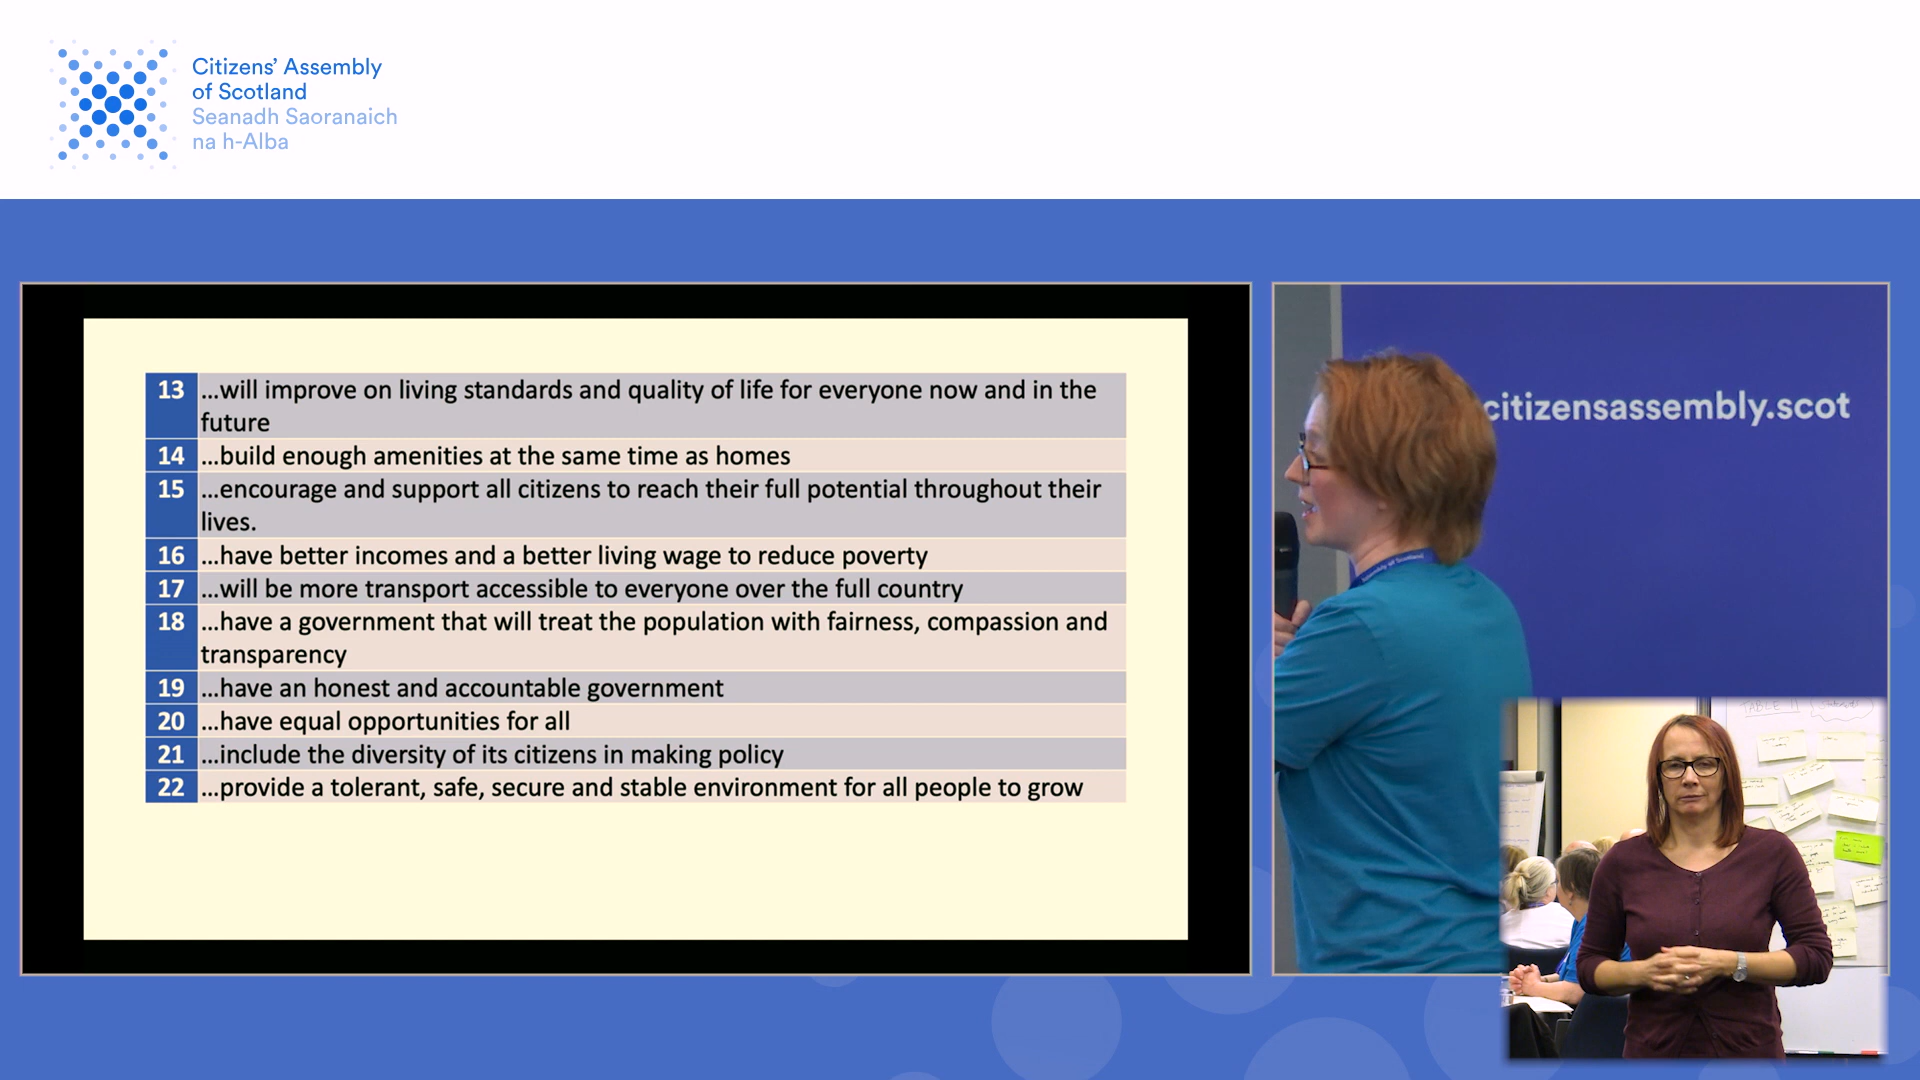 Citizens’ Assembly
of Scotland
Seanadh Saoranaich
na h-Alba
13 ...will improve on living standards and quality of life for everyone now and in the
future
14 ...build enough amenities at the same time as homes
15 ...encourage and support all citizens to reach their full potential throughout their
lives.
16 ...have better incomes and a better living wage to reduce poverty
17 ...will be more transport accessible to everyone over the full country
18 ...have a government that will treat the population with fairness, compassion and
transparency
19 ...have an honest and accountable government
20 ...have equal opportunities for all
21 ...include the diversity of its citizens in making policy
22 ...provide a tolerant, safe, secure and stable environment for all people to grow
citizensassembly.scot
Assembly of Scotland
TABLE 11